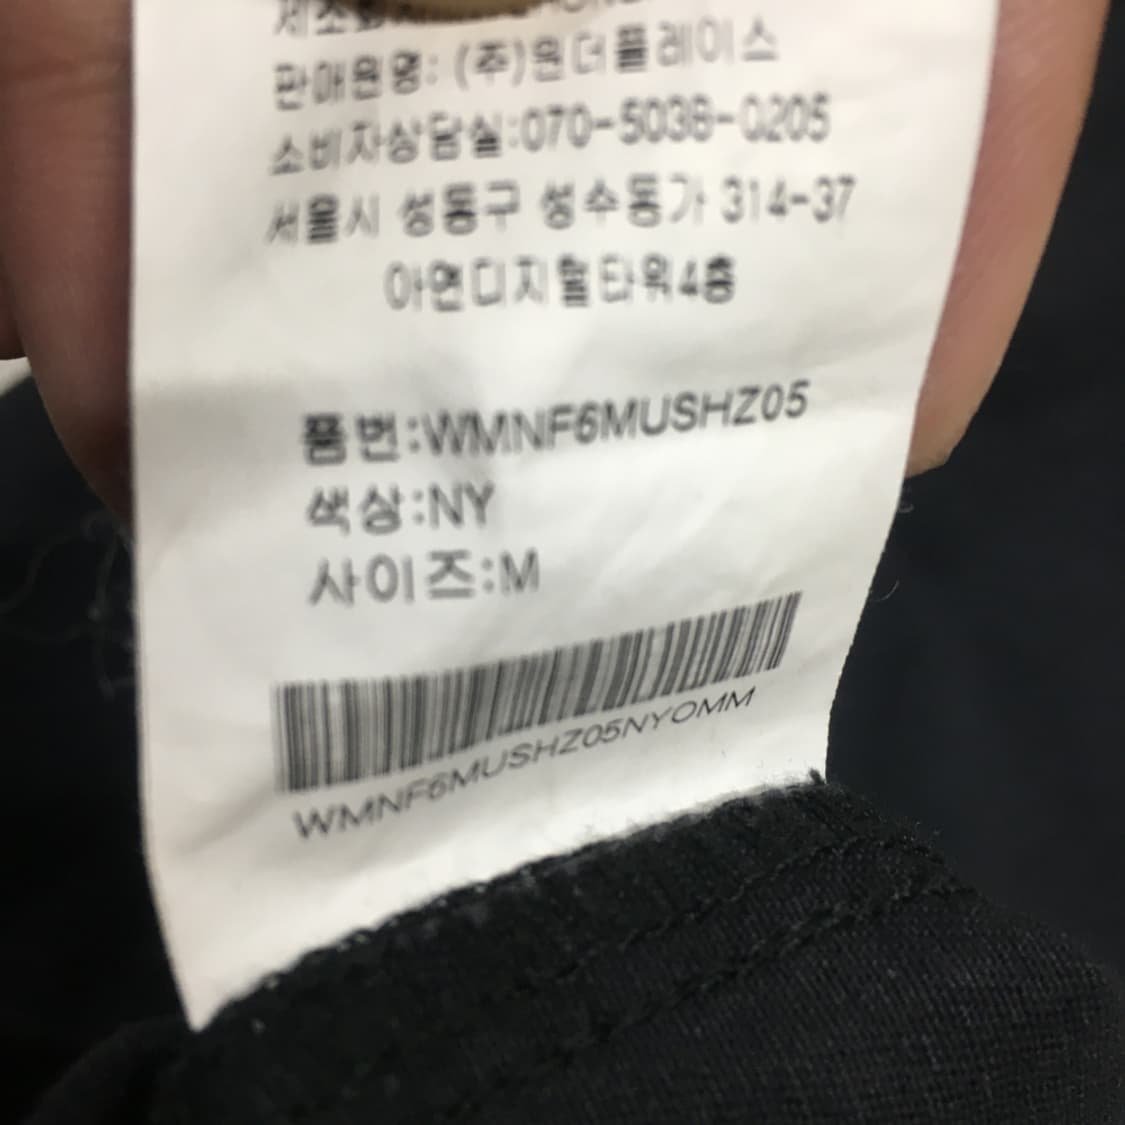 판매원명: (주)원더플레이스
소비자상담실:070-5038-0205
서울시 성동구 성수동가 314-37
아연디지탈타워4층
품번:WMNF6MUSHZ05
색상:NY
사이즈:M
WMNF6MUSHZ05NYOMM